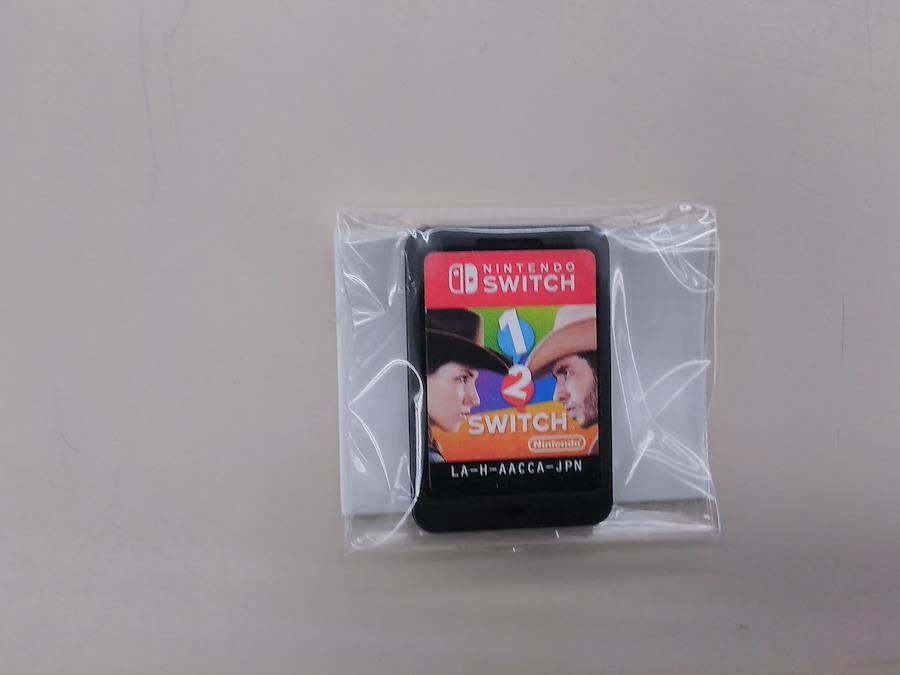 NINTENDO
SWITCH
1
2
SWITCH
Nintendo
LA-H-AACCA-JPN